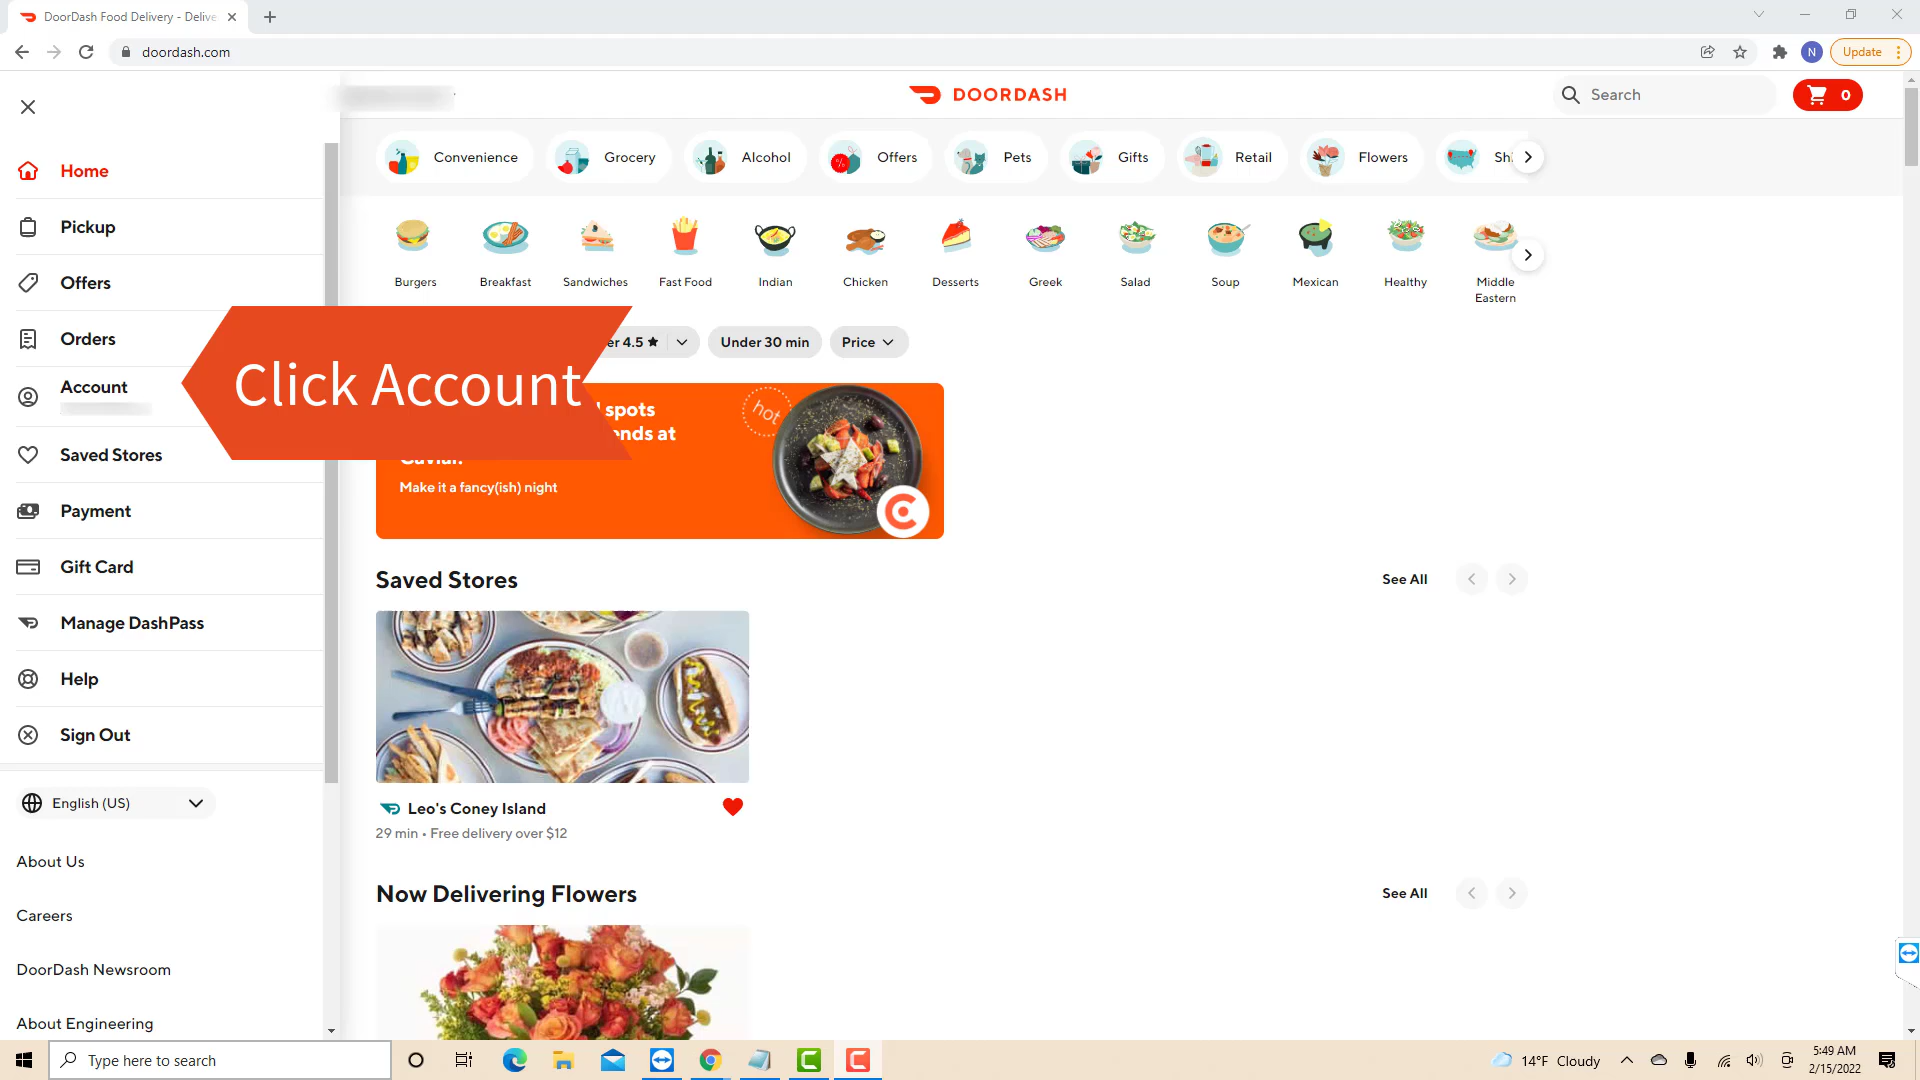 DoorDash Food Delivery - Delive
doordash.com
N
Update
DOORDASH
Search
0
Home
Pickup
Offers
Orders
Account
Saved Stores
Payment
Gift Card
Manage DashPass
Help
Sign Out
English (US)
About Us
Careers
DoorDash Newsroom
About Engineering
Convenience
Grocery
Alcohol
Offers
Pets
Gifts
Retail
Flowers
Burgers
Breakfast
Sandwiches
Fast Food
Indian
Chicken
Desserts
Greek
Salad
Soup
Mexican
Healthy
Middle
Eastern
4.5
Under 30 min
Price
Click Account
spots
at
Caviar.
Make it a fancy(ish) night
hot
Saved Stores
See All
Leo's Coney Island
29 min • Free delivery over $12
Now Delivering Flowers
See All
Type here to search
14°F Cloudy
5:49 AM
2/15/2022